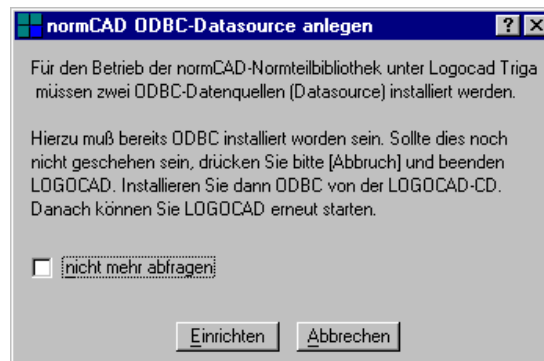 normCAD ODBC-Datasource anlegen
Für den Betrieb der normCAD-Normteilbibliothek unter Logocad Triga
müssen zwei ODBC-Datenquellen (Datasource) installiert werden.
Hierzu muß bereits ODBC installiert worden sein. Sollte dies noch
nicht geschehen sein, drücken Sie bitte [Abbruch] und beenden
LOGOCAD. Installieren Sie dann ODBC von der LOGOCAD-CD.
Danach können Sie LOGOCAD erneut starten.
nicht mehr abfragen
Einrichten
Abbrechen